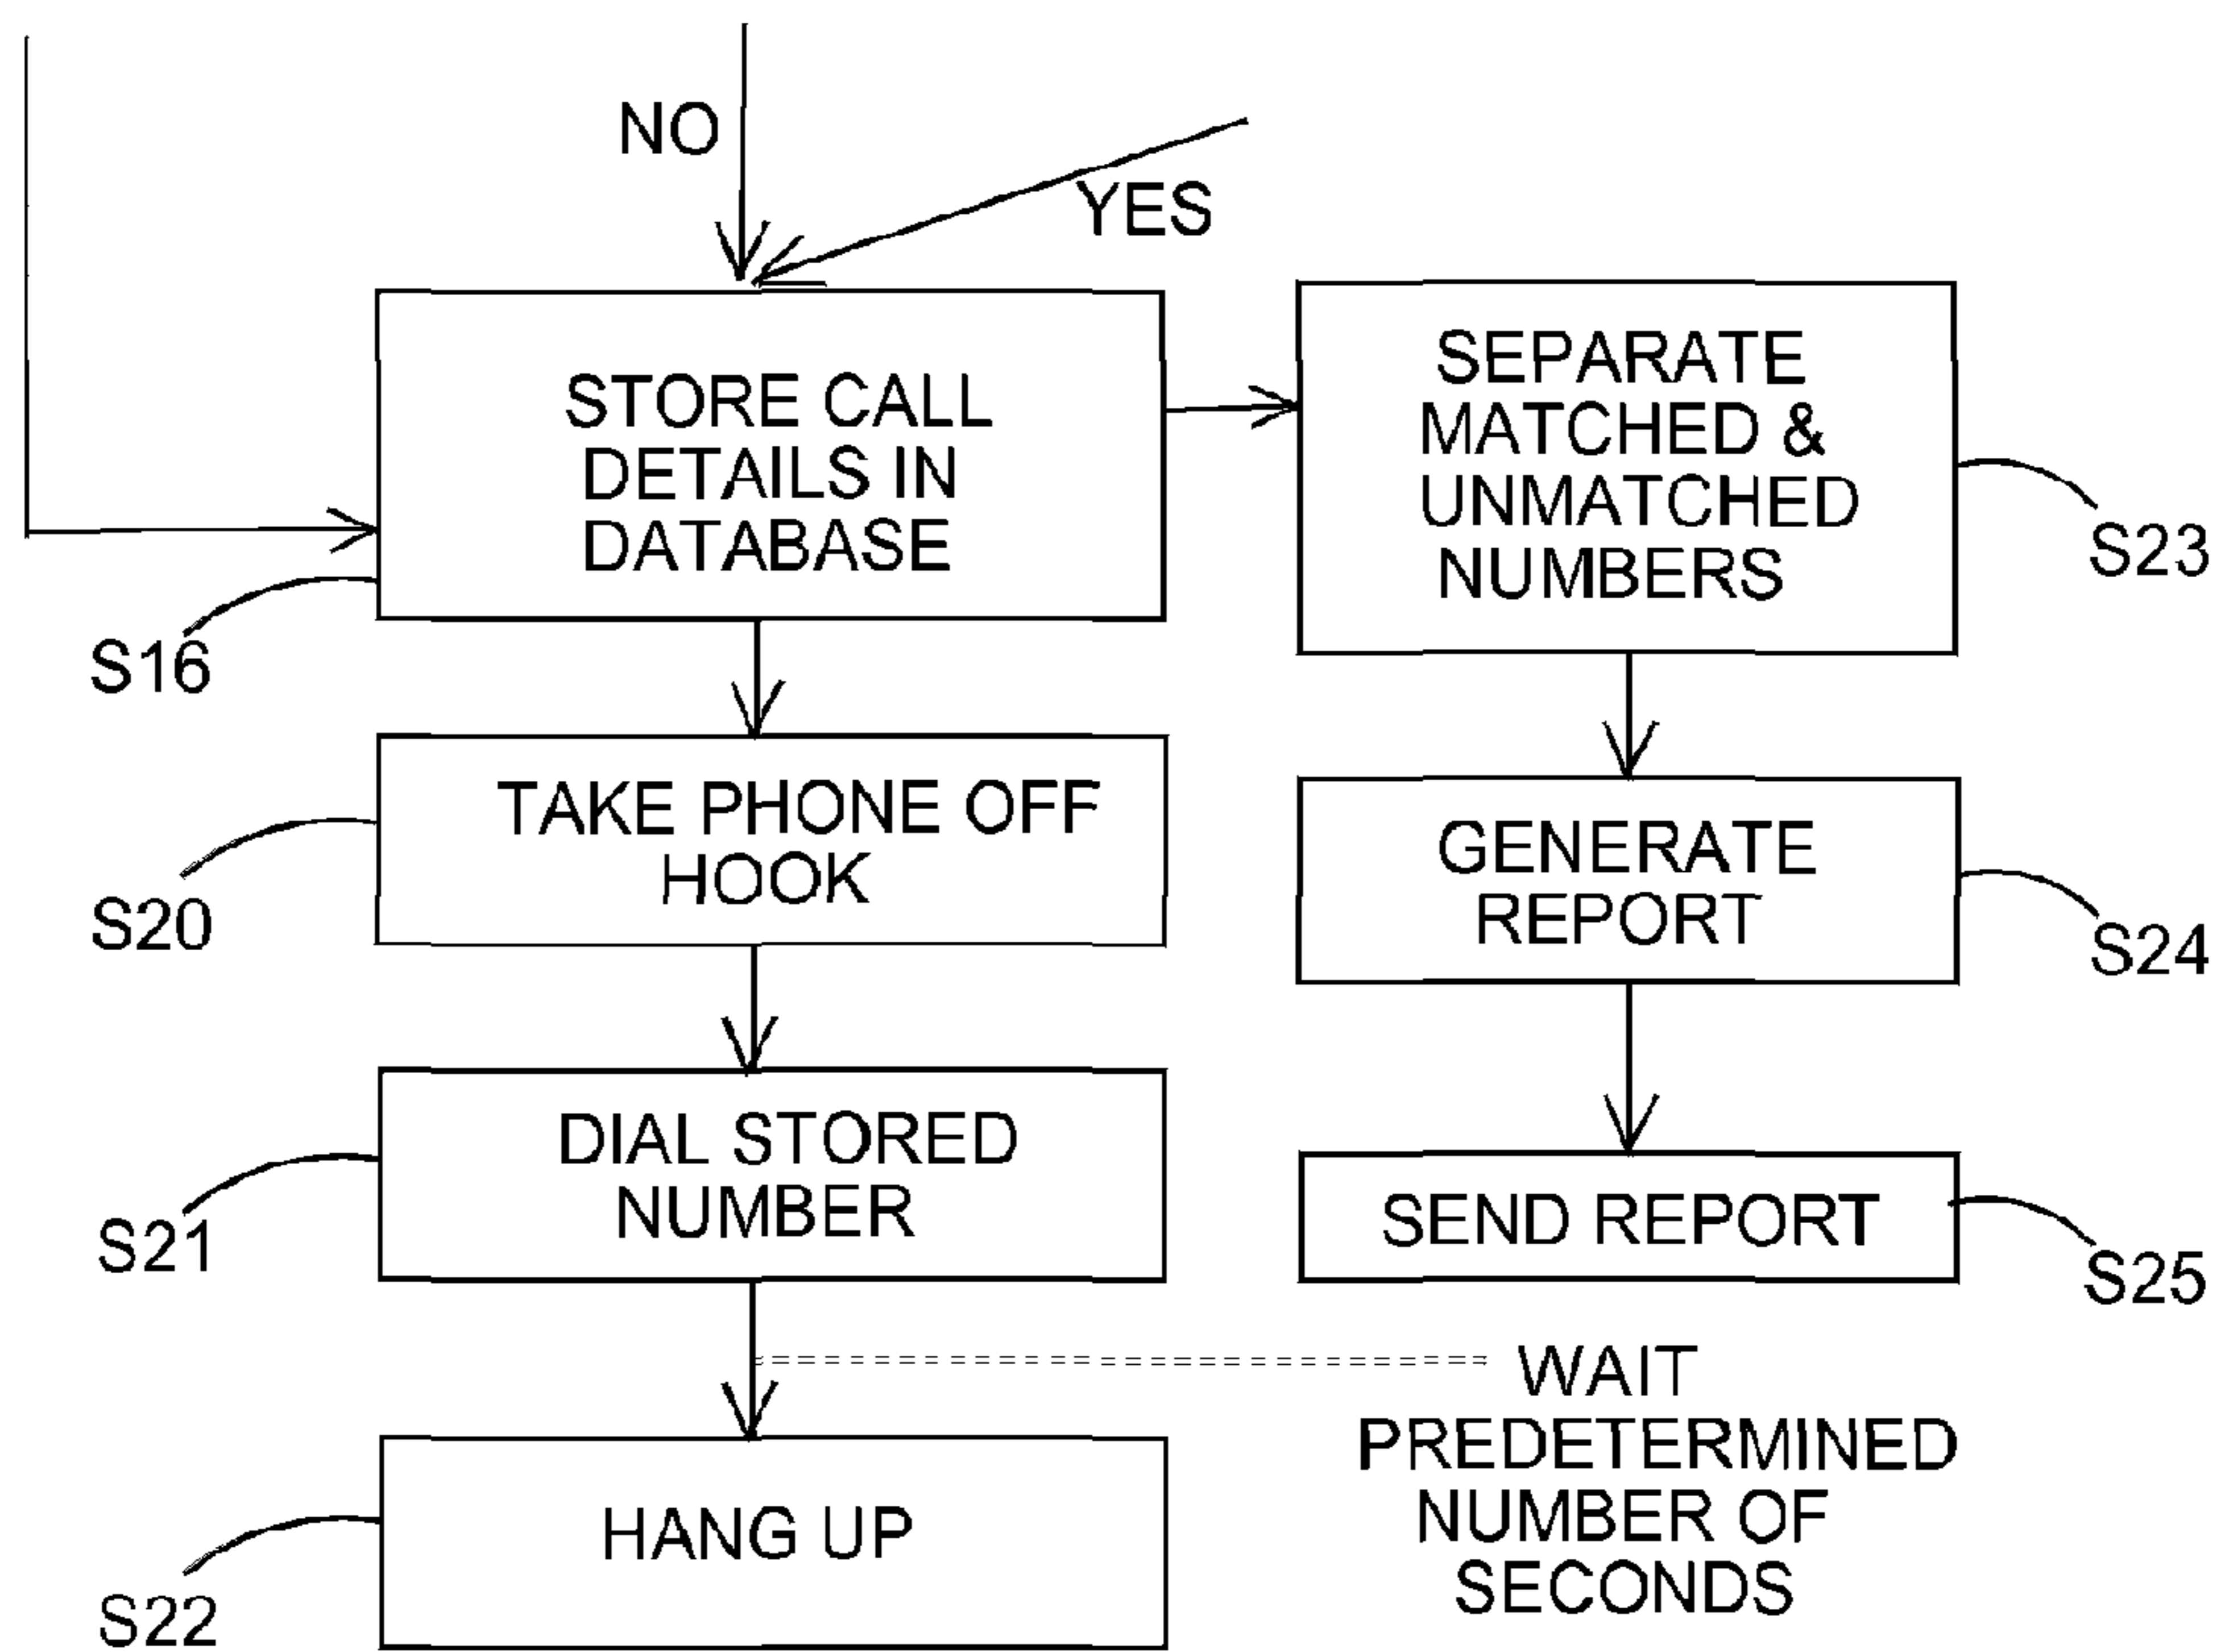 NO
YES
STORE CALL
DETAILS IN
DATABASE
S16
SEPARATE
MATCHED &
UNMATCHED
NUMBERS
S23
TAKE PHONE OFF
HOOK
S20
GENERATE
REPORT
S24
DIAL STORED
NUMBER
S21
SEND REPORT
S25
WAIT
PREDETERMINED
NUMBER OF
SECONDS
HANG UP
S22